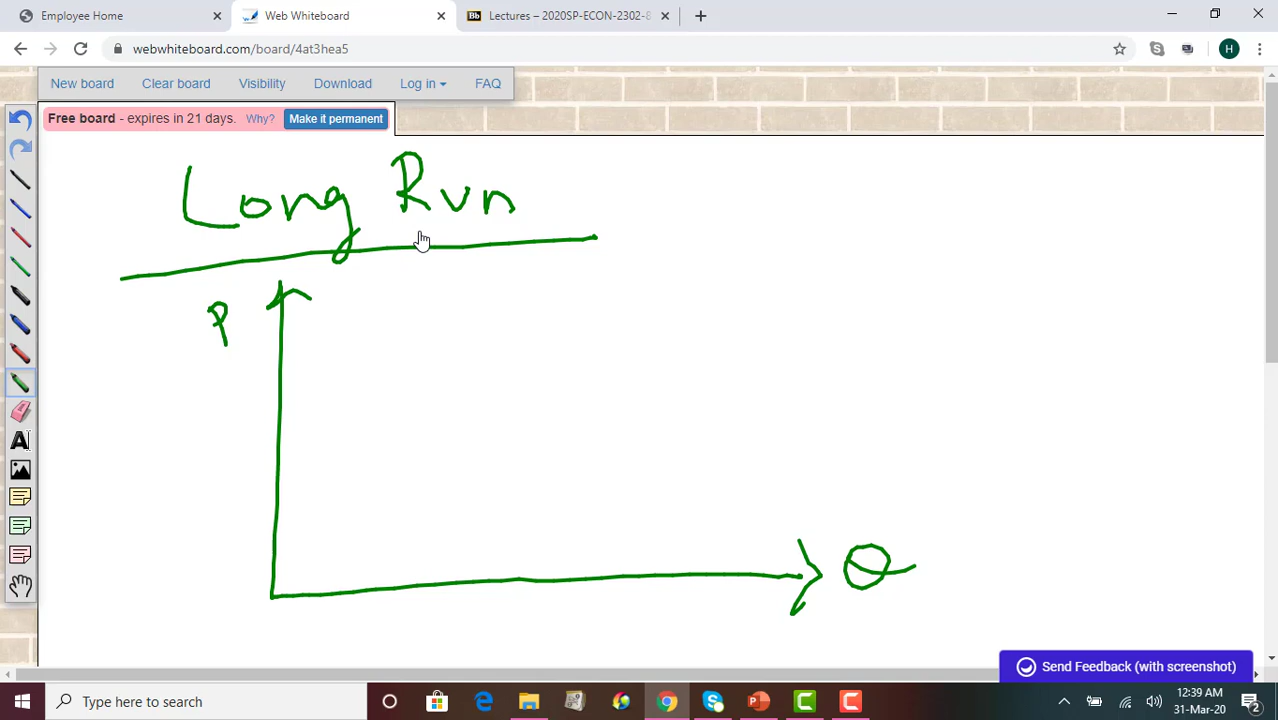 Employee Home
Web Whiteboard
Bb
Lectures – 2020SP-ECON-2302-8
webwhiteboard.com/board/4at3hea5
H
New board
Clear board
Visibility
Download
Log in
FAQ
Free board - expires in 21 days.
Why?
Make it permanent
Long Run
P
Q
A
Send Feedback (with screenshot)
Type here to search
12:39 AM
31-Mar-20
2